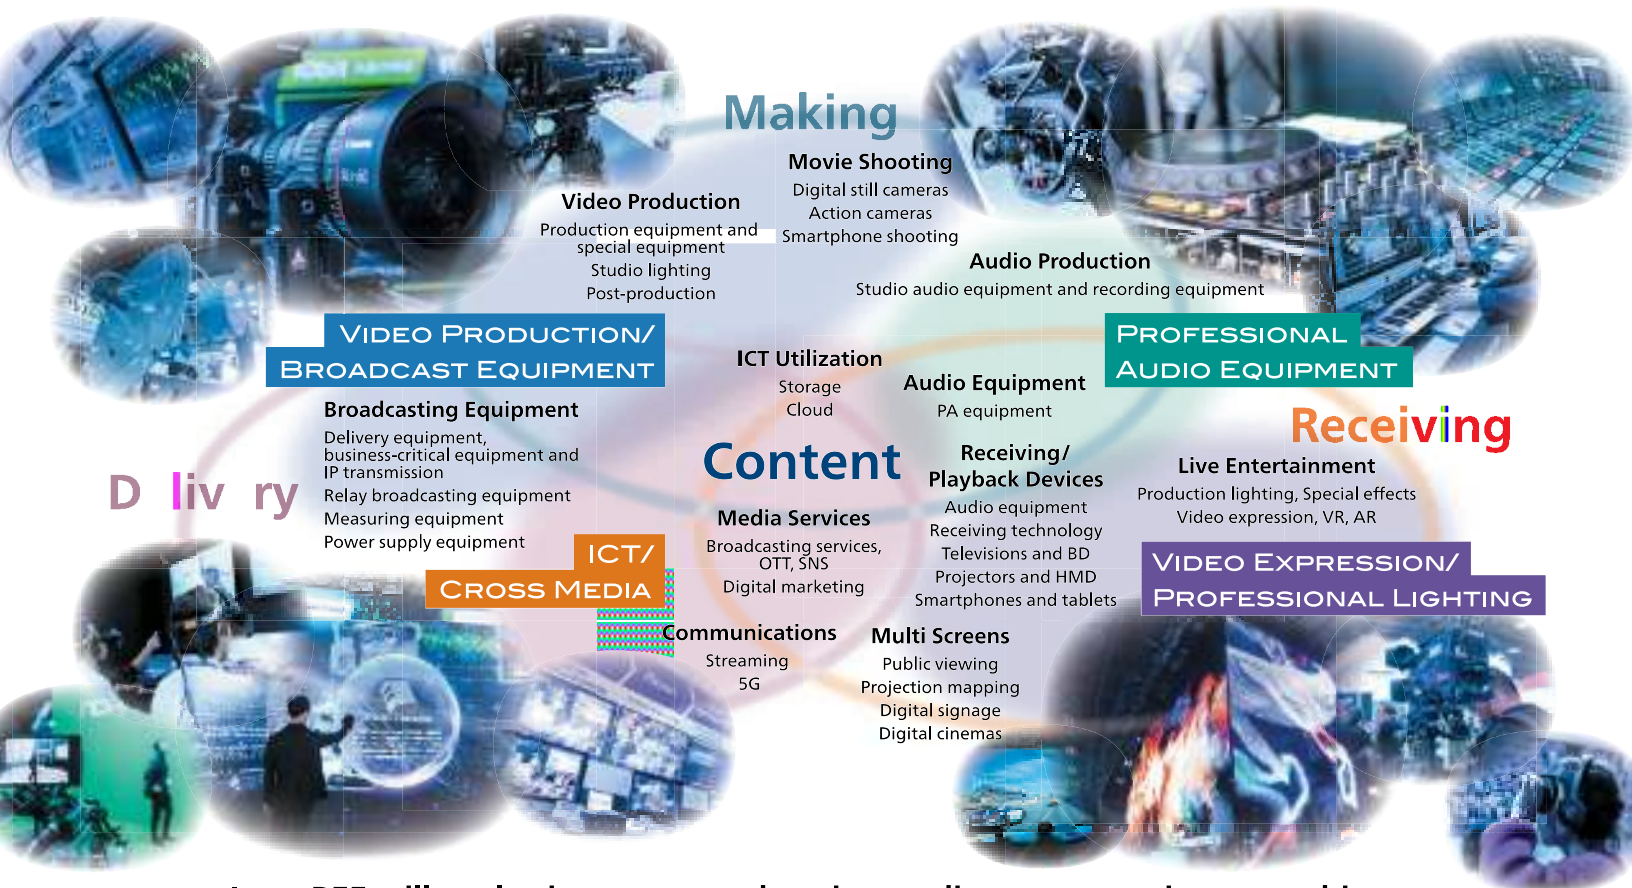 Making
Movie Shooting
Digital still cameras
Action cameras
Smartphone shooting
Video Production
Production equipment and
special equipment
Studio lighting
Post-production
Audio Production
Studio audio equipment and recording equipment
VIDEO PRODUCTION/
BROADCAST EQUIPMENT
PROFESSIONAL
AUDIO EQUIPMENT
ICT Utilization
Storage
Cloud
Audio Equipment
PA equipment
Broadcasting Equipment
Delivery equipment,
business-critical equipment and
IP transmission
Relay broadcasting equipment
Measuring equipment
Power supply equipment
D liv ry
Content
Receiving
Receiving/
Playback Devices
Audio equipment
Receiving technology
Televisions and BD
Projectors and HMD
Smartphones and tablets
Live Entertainment
Production lighting, Special effects
Video expression, VR, AR
Media Services
Broadcasting services,
OTT, SNS
Digital marketing
ICT/
CROSS MEDIA
VIDEO EXPRESSION/
PROFESSIONAL LIGHTING
Communications
Streaming
5G
Multi Screens
Public viewing
Projection mapping
Digital signage
Digital cinemas